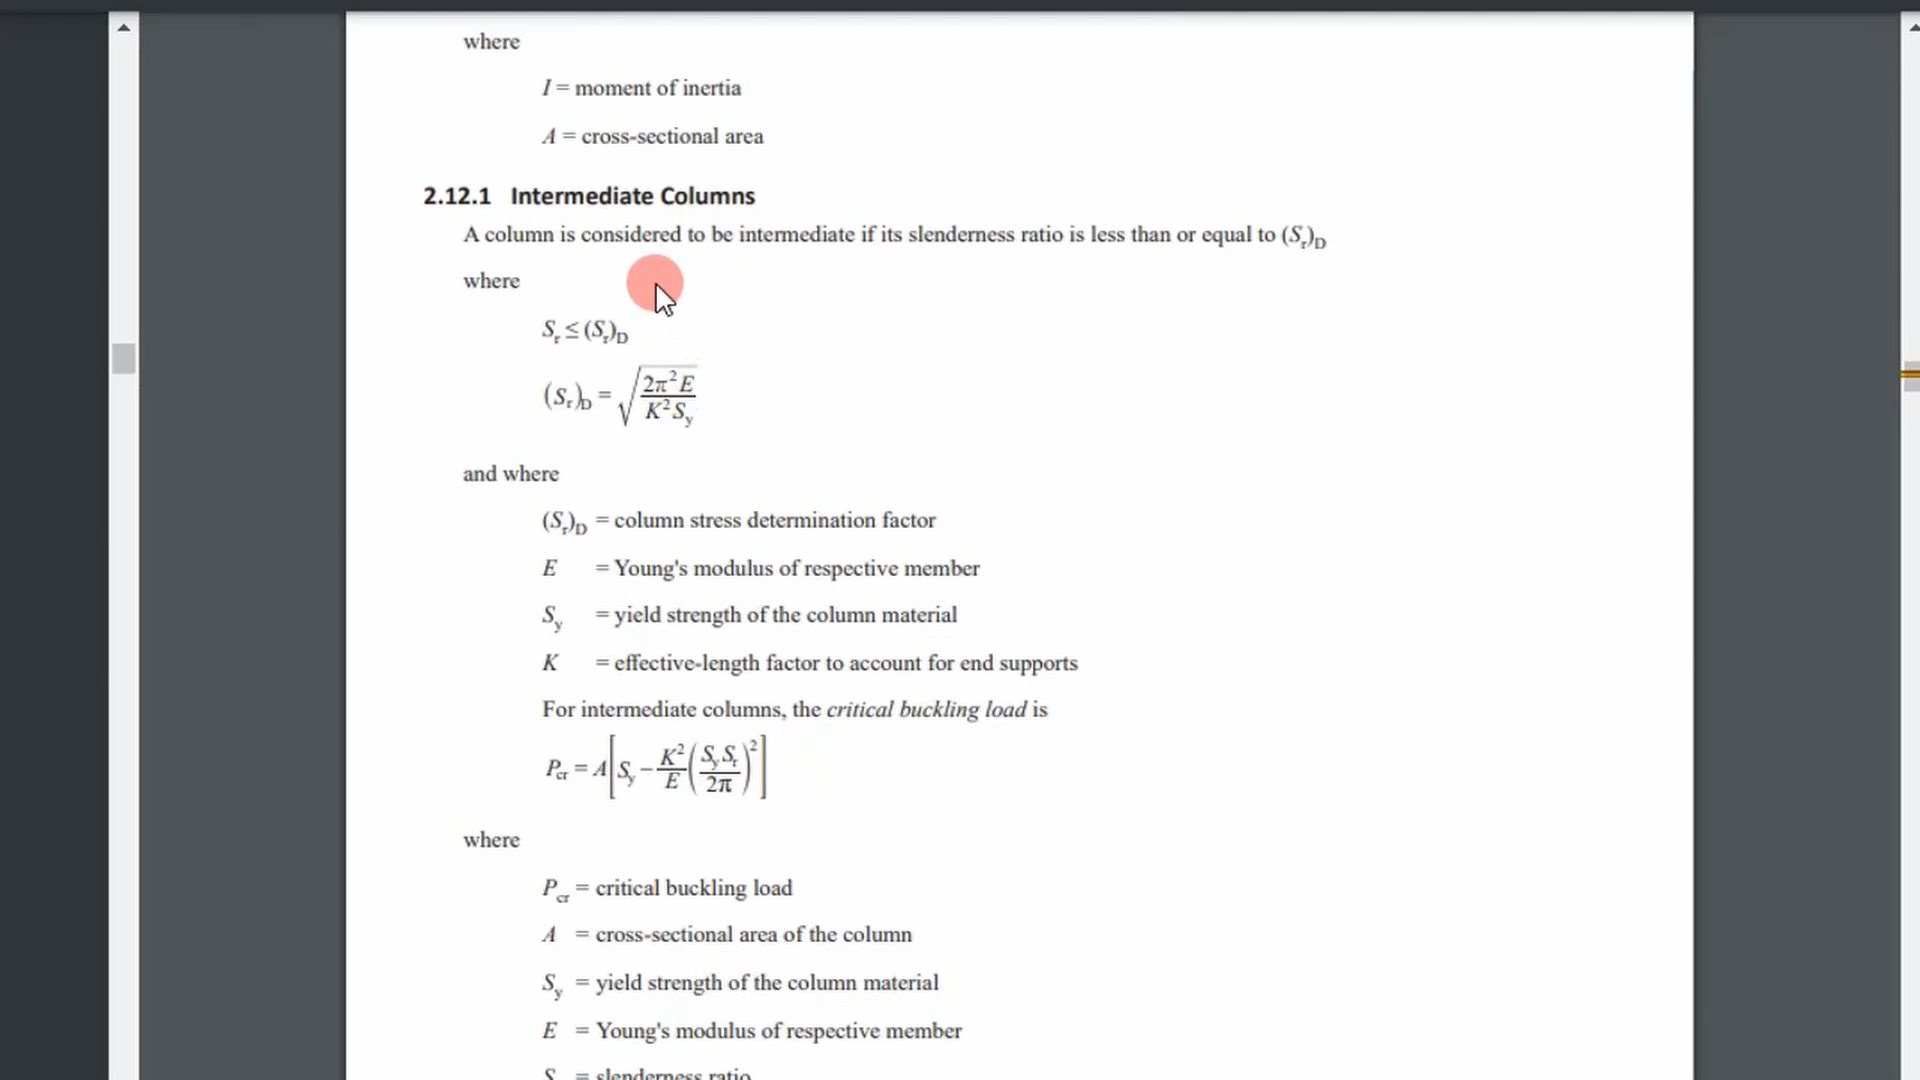 where
I = moment of inertia
A = cross-sectional area
2.12.1 Intermediate Columns
A column is considered to be intermediate if its slenderness ratio is less than or equal to (Sr)D
where
Sr ≤ (Sr)D
(Sr)D = √(2π²E / K²Sy)
and where
(Sr)D = column stress determination factor
E = Young's modulus of respective member
Sy = yield strength of the column material
K = effective-length factor to account for end supports
For intermediate columns, the critical buckling load is
Pcr = A[Sy − K²/E (SySr / 2π)²]
where
Pcr = critical buckling load
A = cross-sectional area of the column
Sy = yield strength of the column material
E = Young's modulus of respective member
S = slenderness ratio